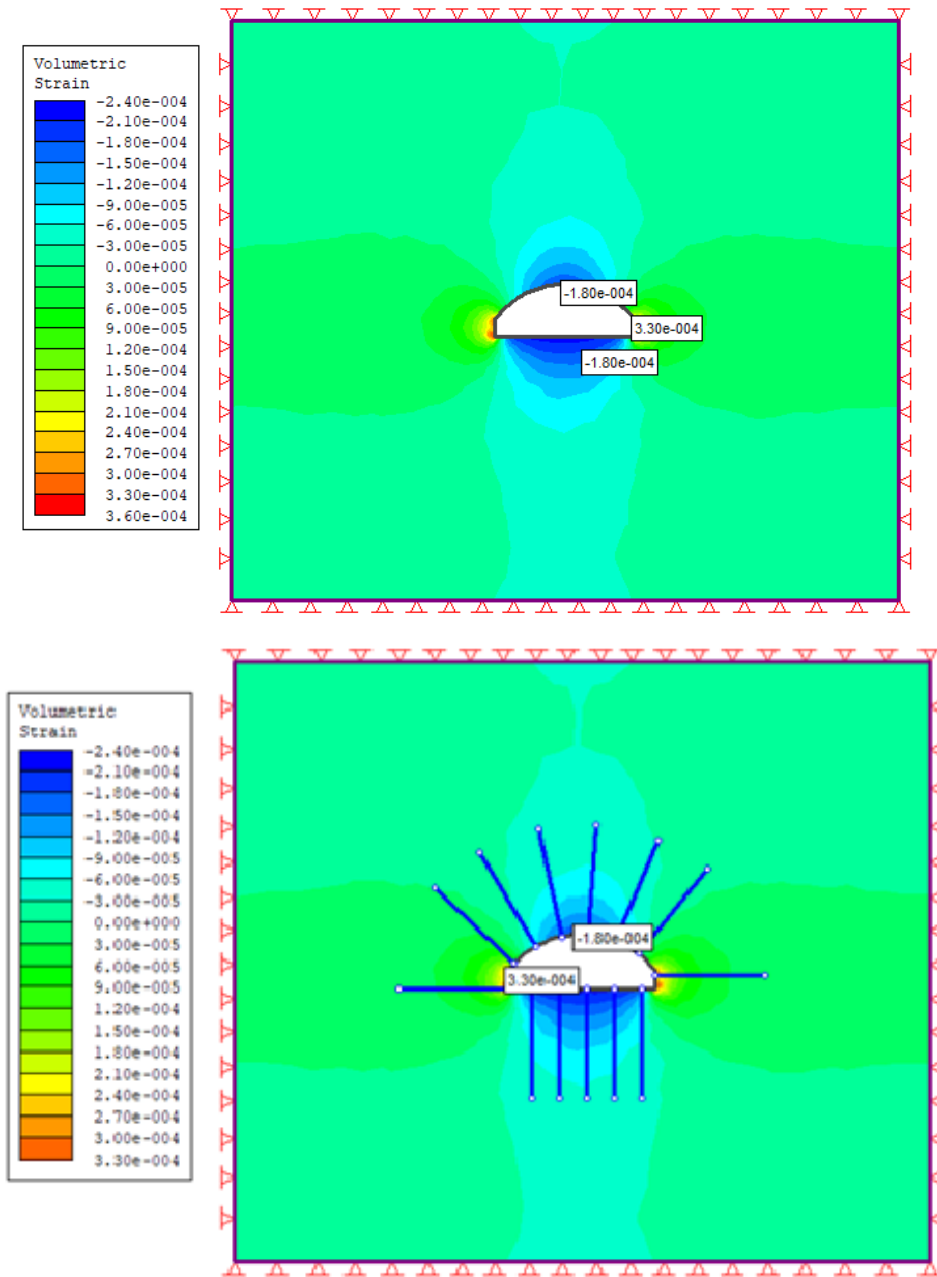 Volumetric
Strain
-2.40e-004
-2.10e-004
-1.80e-004
-1.50e-004
-1.20e-004
-9.00e-005
-6.00e-005
-3.00e-005
0.00e+000
3.00e-005
6.00e-005
9.00e-005
1.20e-004
1.50e-004
1.80e-004
2.10e-004
2.40e-004
2.70e-004
3.00e-004
3.30e-004
3.60e-004
-1.80e-004
3.30e-004
-1.80e-004
Volumetric
Strain
-2.40e-004
-2.10e-004
-1.80e-004
-1.50e-004
-1.20e-004
-9.00e-005
-6.00e-005
-3.00e-005
0.00e+000
3.00e-005
6.00e-005
9.00e-005
1.20e-004
1.50e-004
1.80e-004
2.10e-004
2.40e-004
2.70e-004
3.00e-004
3.30e-004
-1.80e-004
3.30e-004